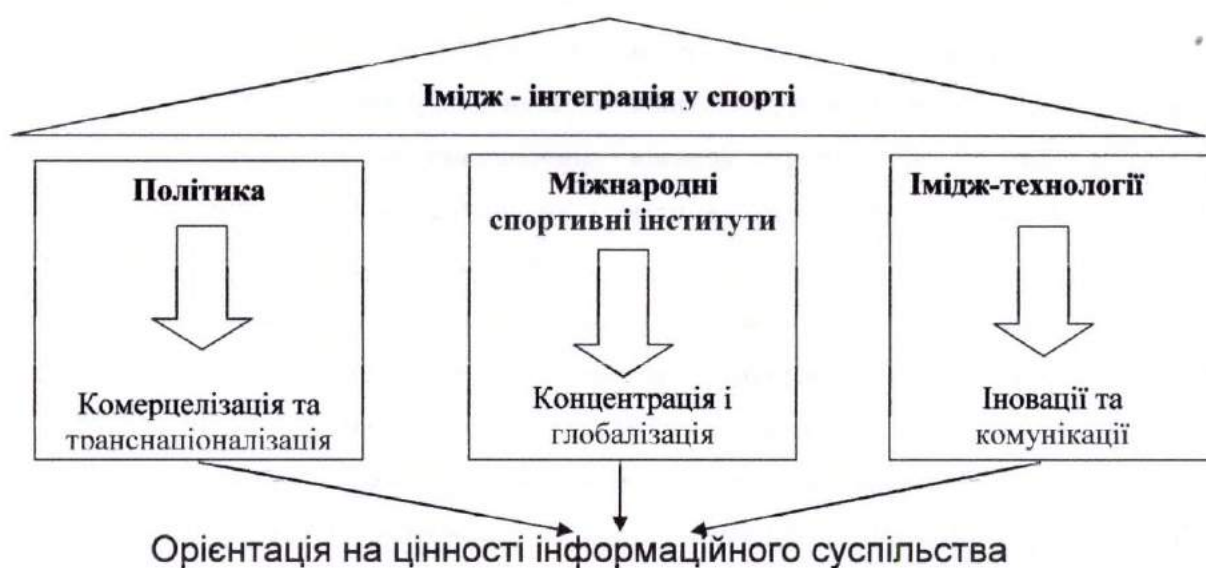 Імідж - інтеграція у спорті
Політика
Комерцелізація та
транснаціоналізація
Міжнародні
спортивні інститути
Концентрація і
глобалізація
Імідж-технології
Іновації та
комунікації
Орієнтація на цінності інформаційного суспільства